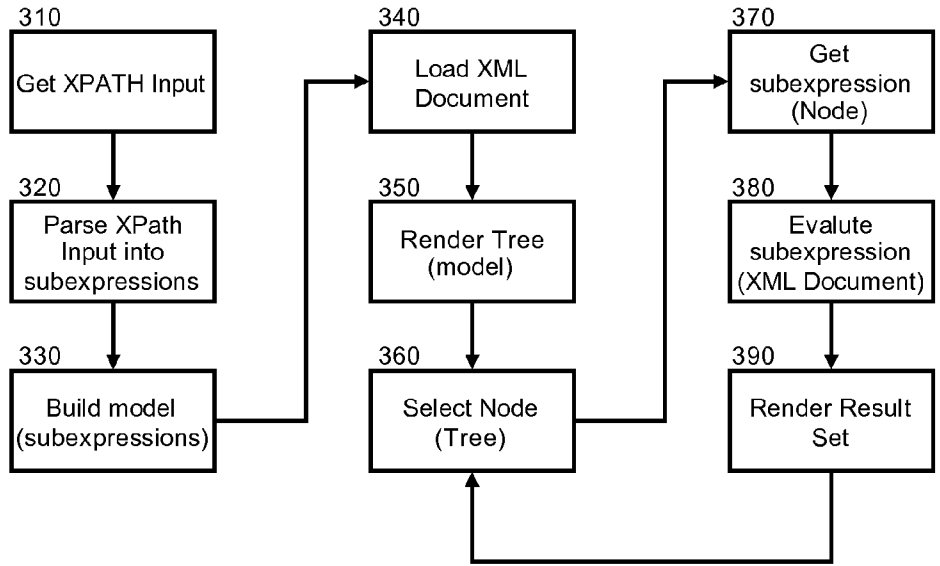 310
Get XPATH Input
320
Parse XPath
Input into
subexpressions
330
Build model
(subexpressions)
340
Load XML
Document
350
Render Tree
(model)
360
Select Node
(Tree)
370
Get
subexpression
(Node)
380
Evalute
subexpression
(XML Document)
390
Render Result
Set